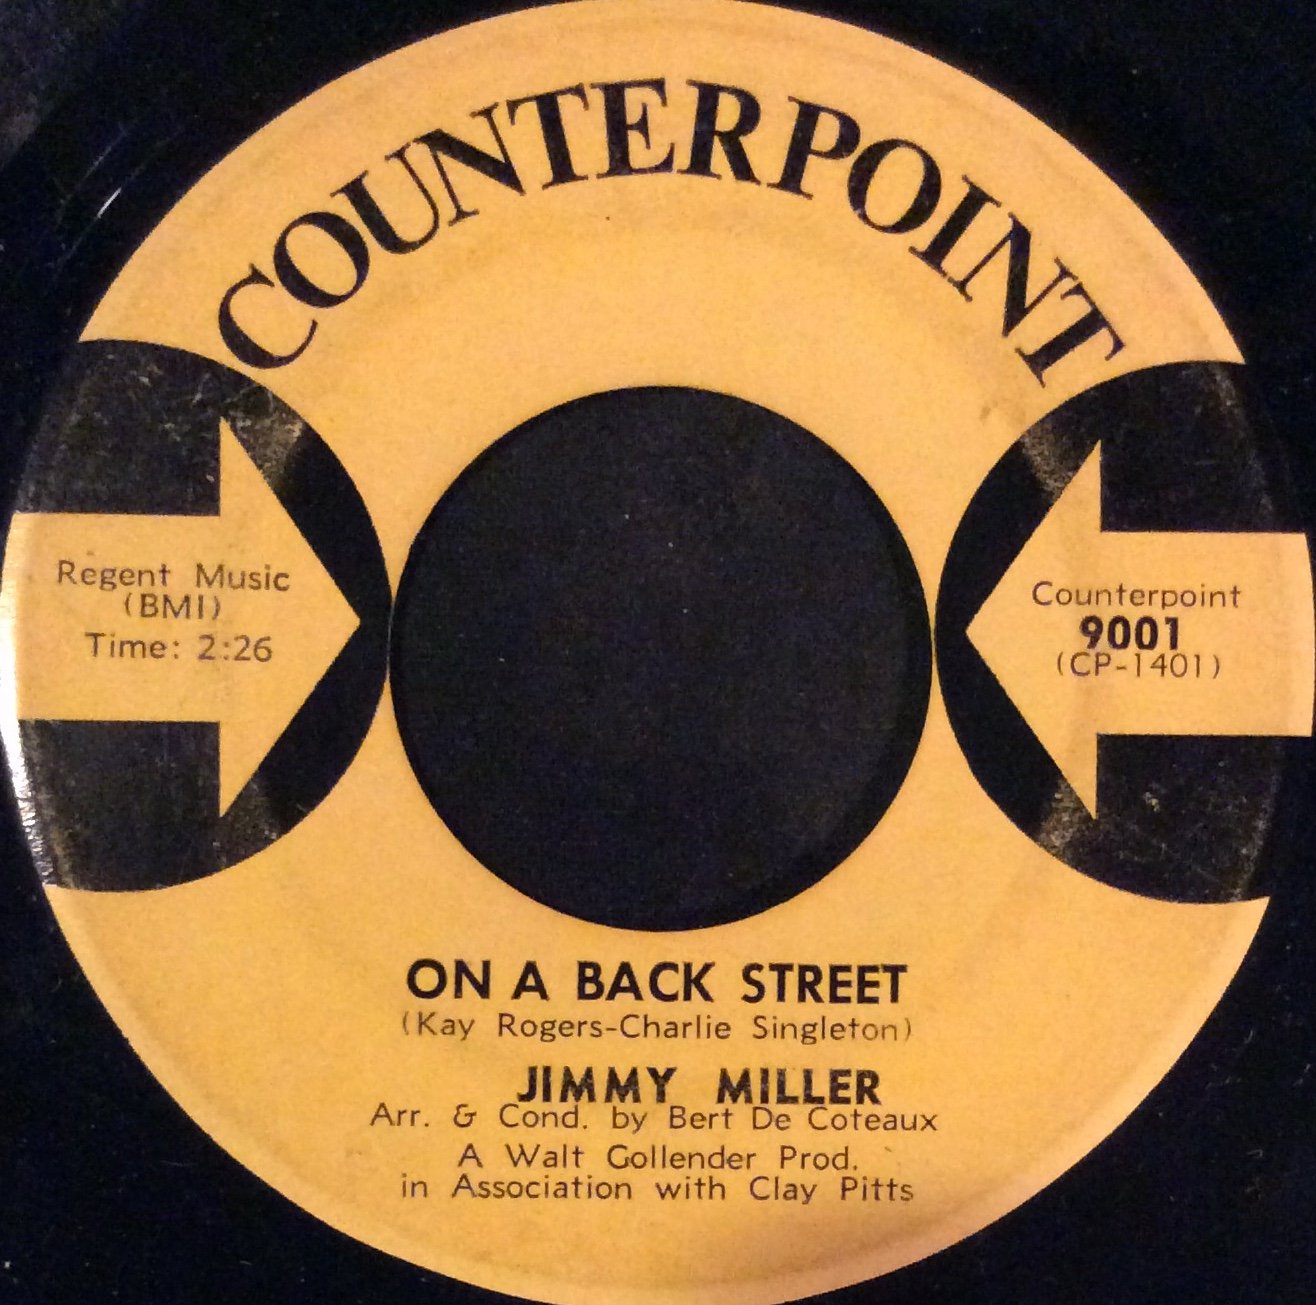 COUNTERPOINT
Regent Music
(BMI)
Time: 2:26
Counterpoint
9001
(CP-1401)
ON A BACK STREET
(Kay Rogers-Charlie Singleton)
JIMMY MILLER
Arr. & Cond. by Bert De Coteaux
A Walt Gollender Prod.
in Association with Clay Pitts